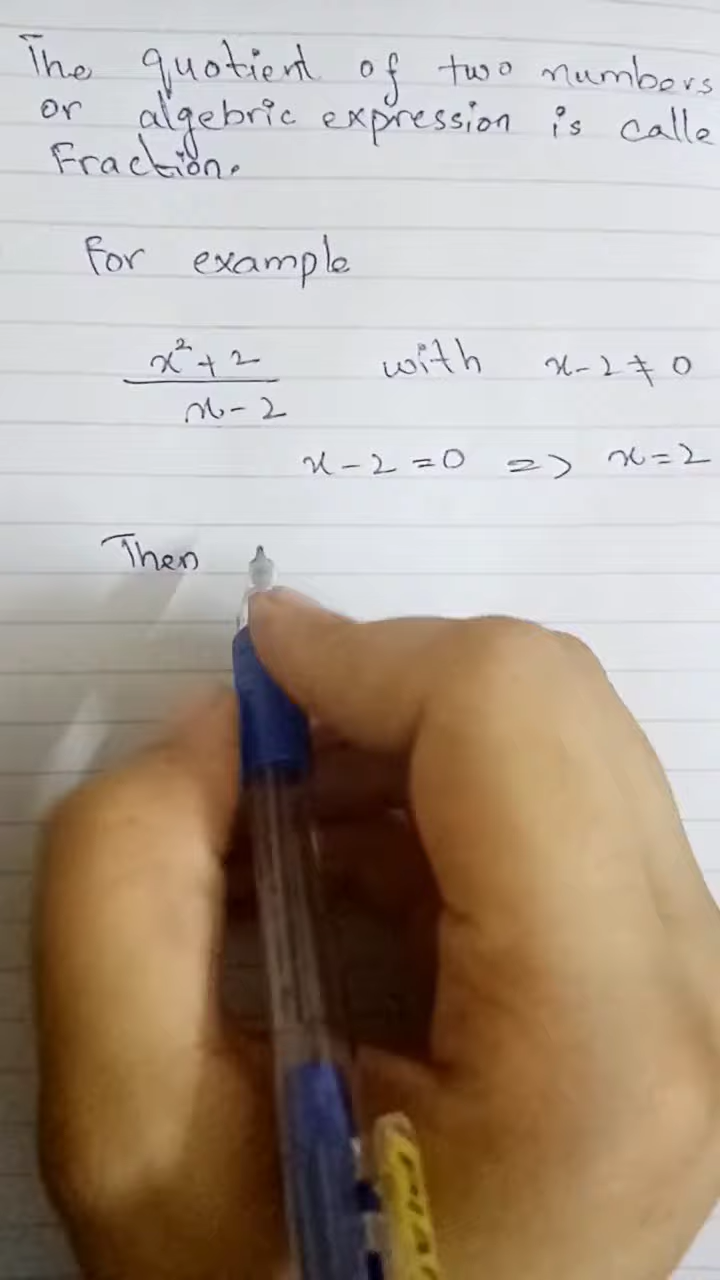 The quotient of two numbers
or algebric expression is calle
Fraction.
For example
x² + 2 with x - 2 ≠ 0
x - 2
x - 2 = 0 => x = 2
Then